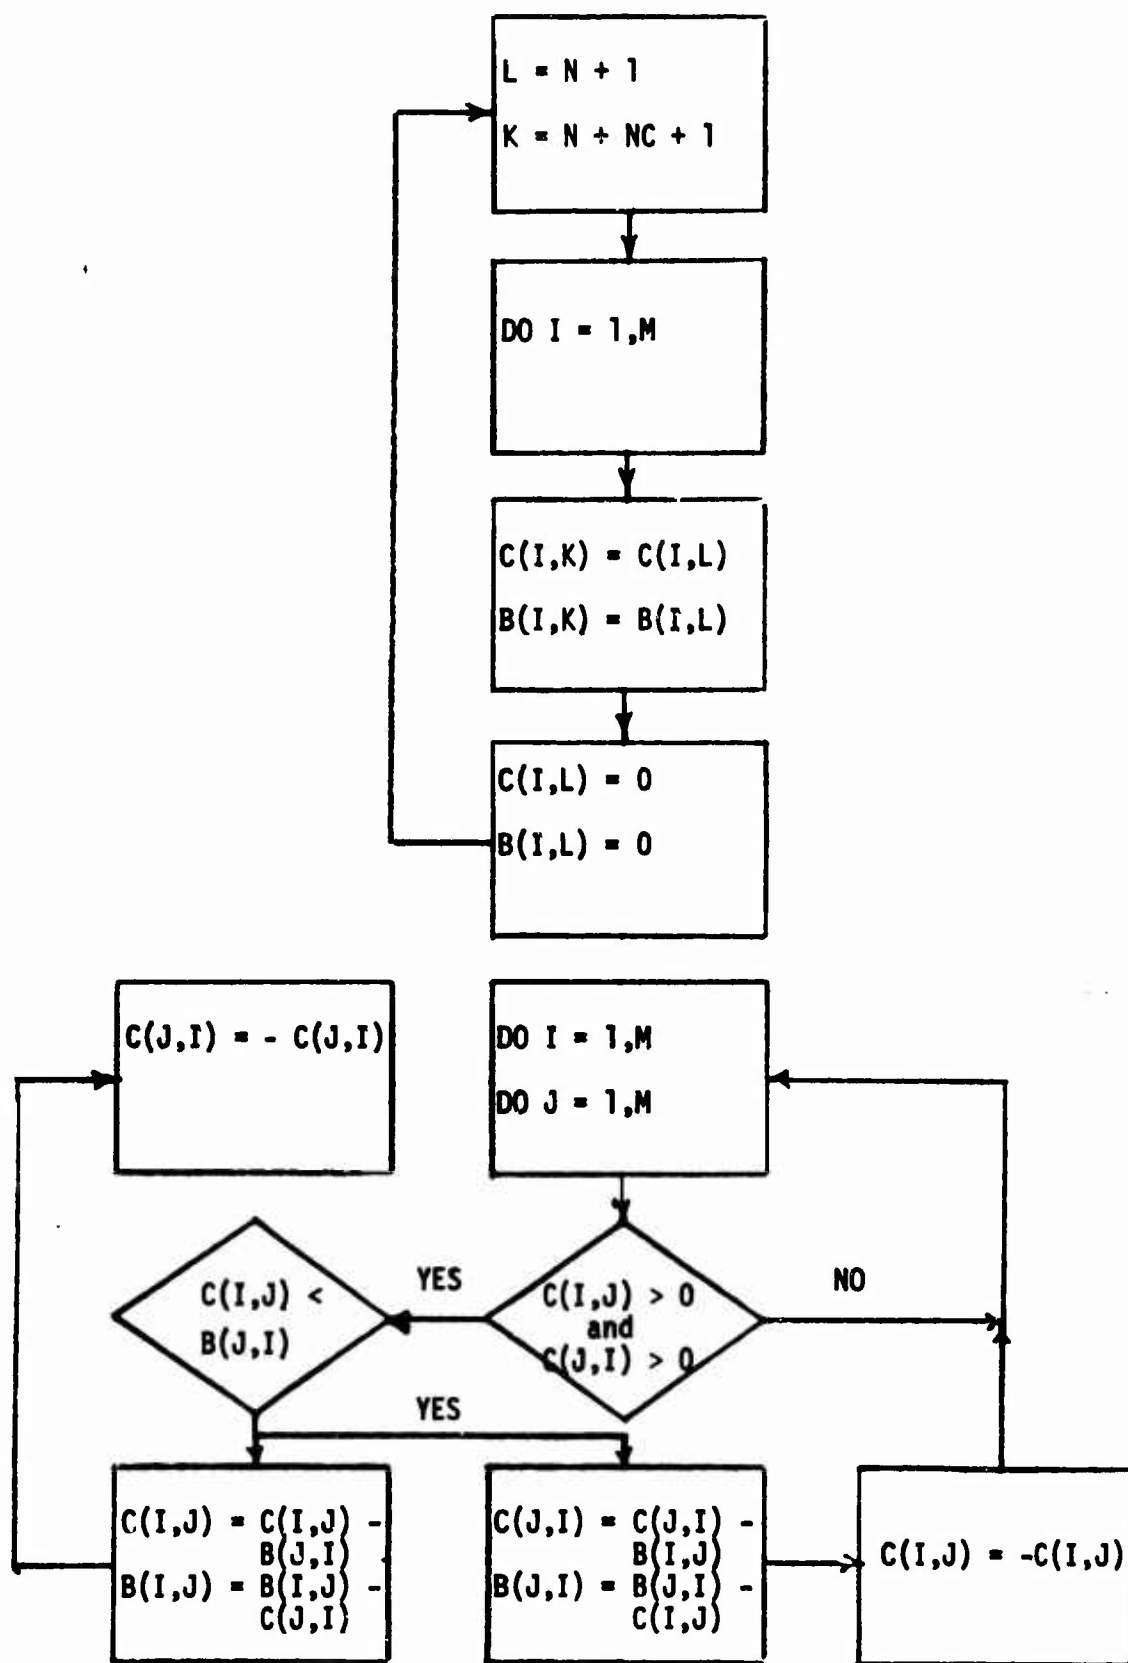 L = N + 1
K = N + NC + 1
DO I = 1,M
C(I,K) = C(I,L)
B(I,K) = B(I,L)
C(I,L) = 0
B(I,L) = 0
C(J,I) = - C(J,I)
DO I = 1,M
DO J = 1,M
C(I,J) <
B(J,I)
YES
C(I,J) > 0
and
C(J,I) > 0
NO
YES
C(I,J) = C(I,J) -
B(J,I)
B(I,J) = B(I,J) -
C(J,I)
C(J,I) = C(J,I) -
B(I,J)
B(J,I) = B(J,I) -
C(I,J)
C(I,J) = -C(I,J)